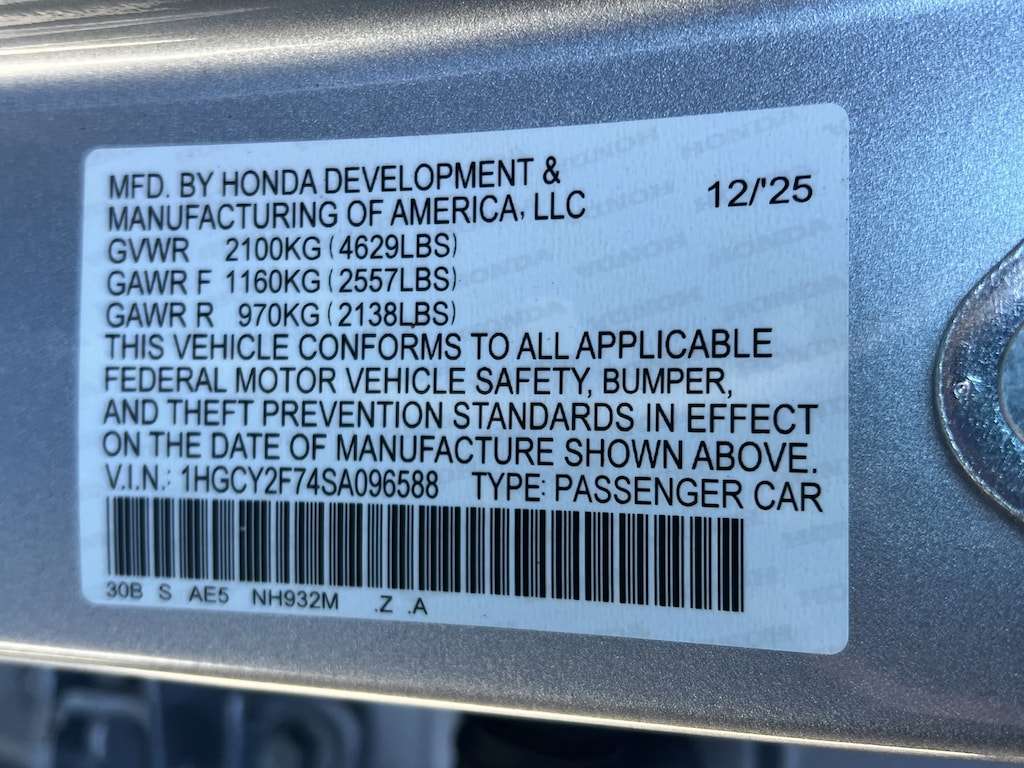 MFD. BY HONDA DEVELOPMENT &
MANUFACTURING OF AMERICA, LLC 12/'25
GVWR 2100KG (4629LBS)
GAWR F 1160KG (2557LBS)
GAWR R 970KG (2138LBS)
THIS VEHICLE CONFORMS TO ALL APPLICABLE
FEDERAL MOTOR VEHICLE SAFETY, BUMPER,
AND THEFT PREVENTION STANDARDS IN EFFECT
ON THE DATE OF MANUFACTURE SHOWN ABOVE.
V.I.N.: 1HGCY2F74SA096588 TYPE: PASSENGER CAR
30B S AE5 NH932M .Z .A